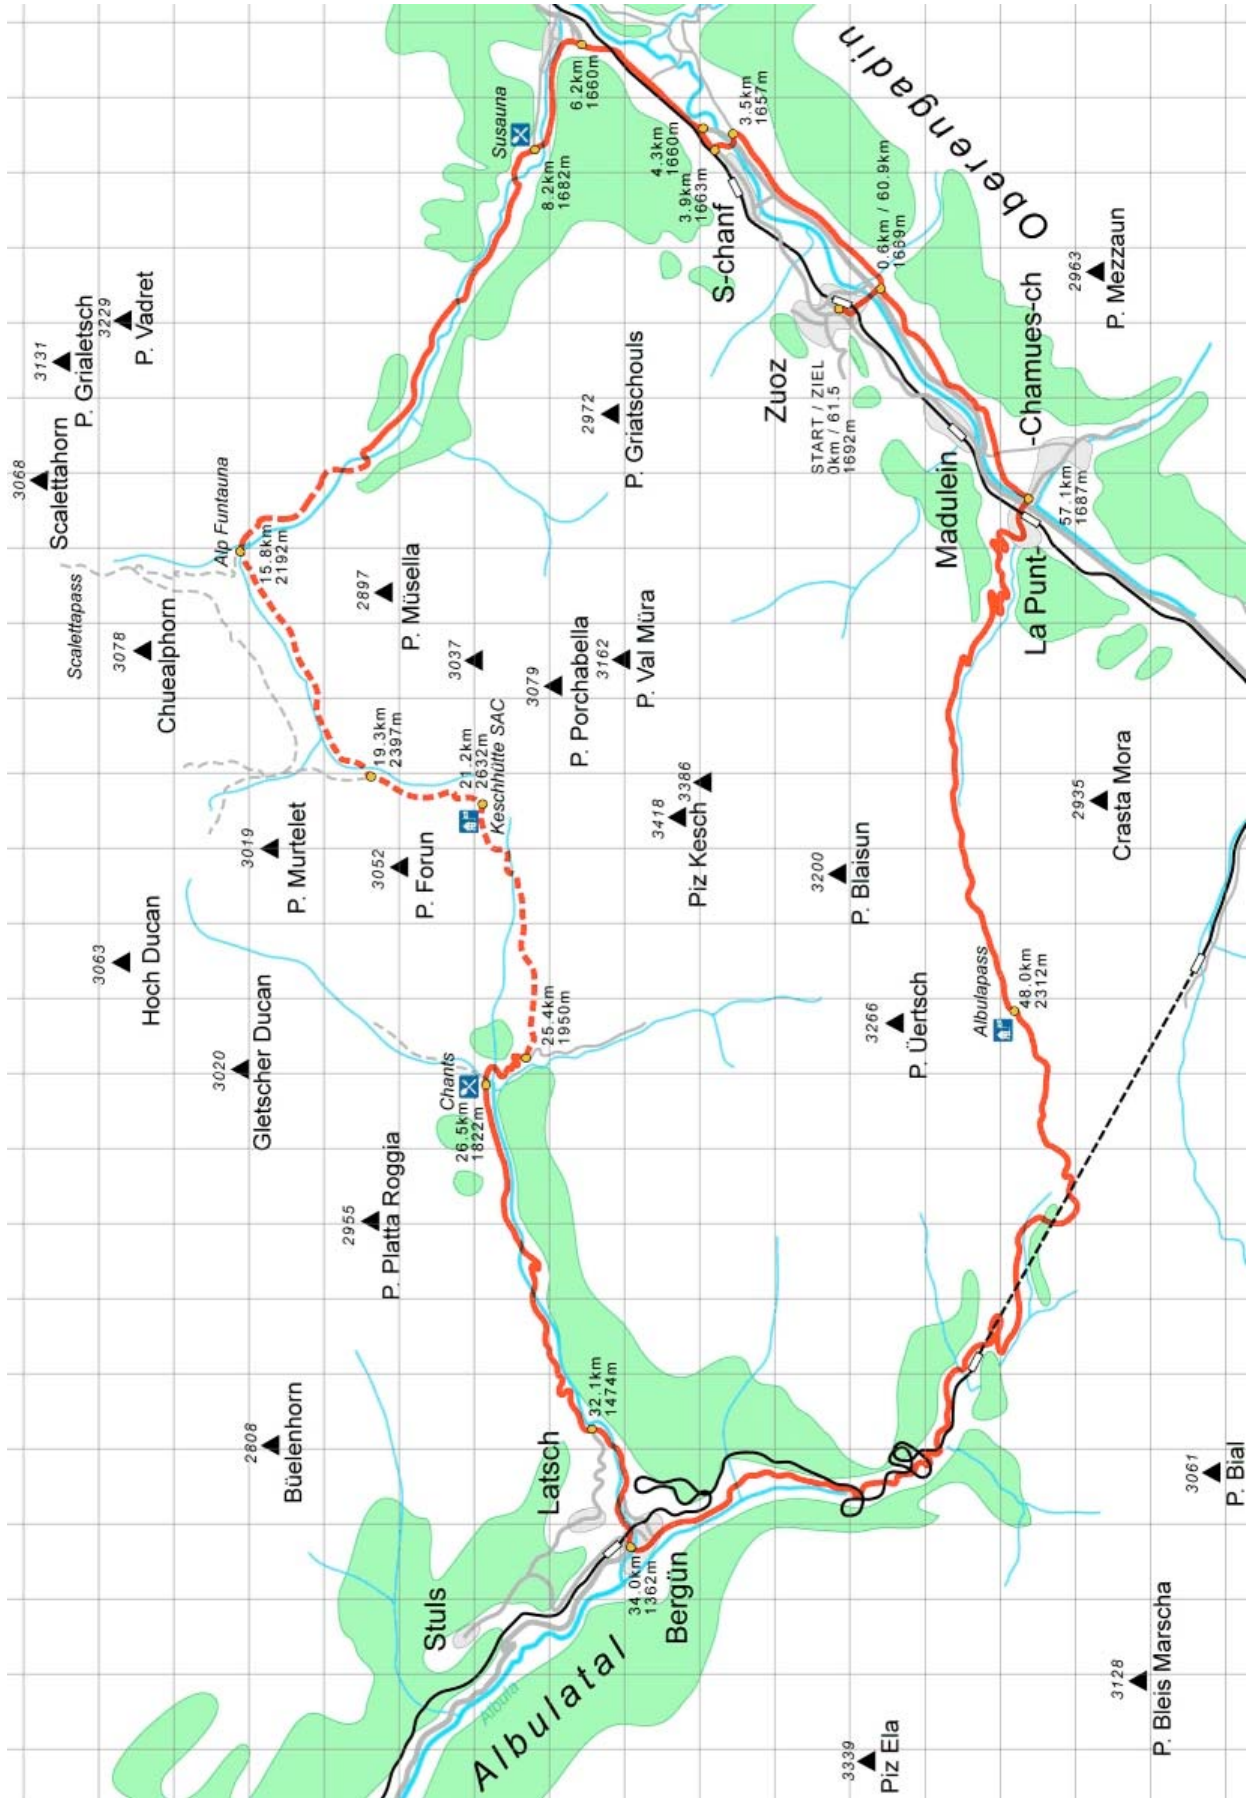 3068
Scalettahorn
3131
P. Grialetsch
3229
P. Vadret
Scalettapass
3078
Chuealphorn
3063
Hoch Ducan
3020
Gletscher Ducan
3019
P. Murtelet
2808
Büelenhorn
Alp Funtauna
15.8km
2192m
2955
P. Platta Roggia
3052
P. Forun
19.3km
2397m
2897
P. Müsella
3037
Stuls
Albula
Albulatal
Chants
26.5km
1822m
21.2km
2632m
Keschhütte SAC
Susauna
8.2km
1682m
6.2km
1660m
Latsch
25.4km
1950m
3079
P. Porchabella
2972
P. Griatschouls
32.1km
1474m
34.0km
1362m
Bergün
3162
P. Val Müra
3418
3386
Piz Kesch
4.3km
1660m
3.9km
1663m
S-chanf
3.5km
1657m
Zuoz
START / ZIEL
0km / 61.5
1692m
3200
P. Blaisun
3339
Piz Ela
3266
P. Üertsch
0.6km / 60.9km
1669m
Oberengadin
Madulein
Albulapass
48.0km
2312m
La Punt-
-Chamues-ch
57.1km
1687m
2963
P. Mezzaun
2935
Crasta Mora
3128
P. Bleis Marscha
3061
P. Bial